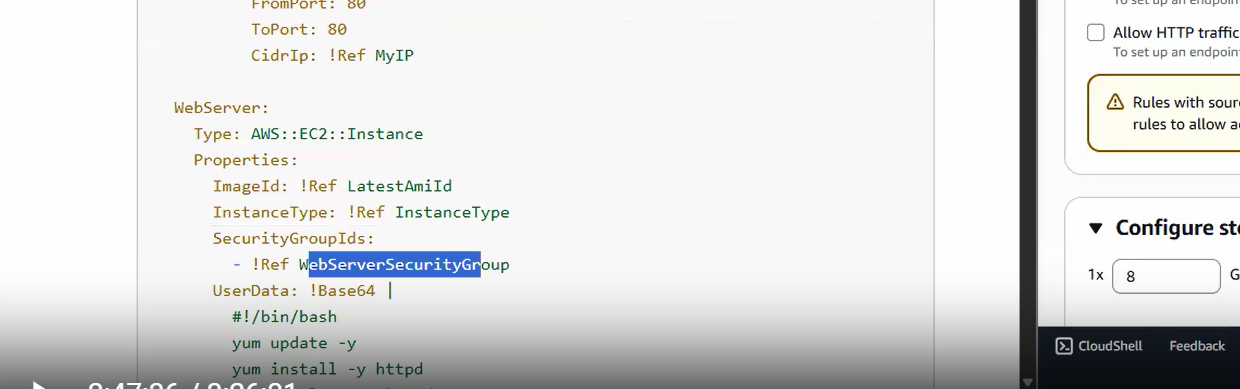 FromPort: 80
ToPort: 80
CidrIp: !Ref MyIP
WebServer:
Type: AWS::EC2::Instance
Properties:
ImageId: !Ref LatestAmiId
InstanceType: !Ref InstanceType
SecurityGroupIds:
- !Ref WebServerSecurityGroup
UserData: !Base64 |
#!/bin/bash
yum update -y
yum install -y httpd
To set up an endpoint
Allow HTTP traffic
To set up an endpoint
Rules with
rules to allow
Configure
1x 8
CloudShell Feedback